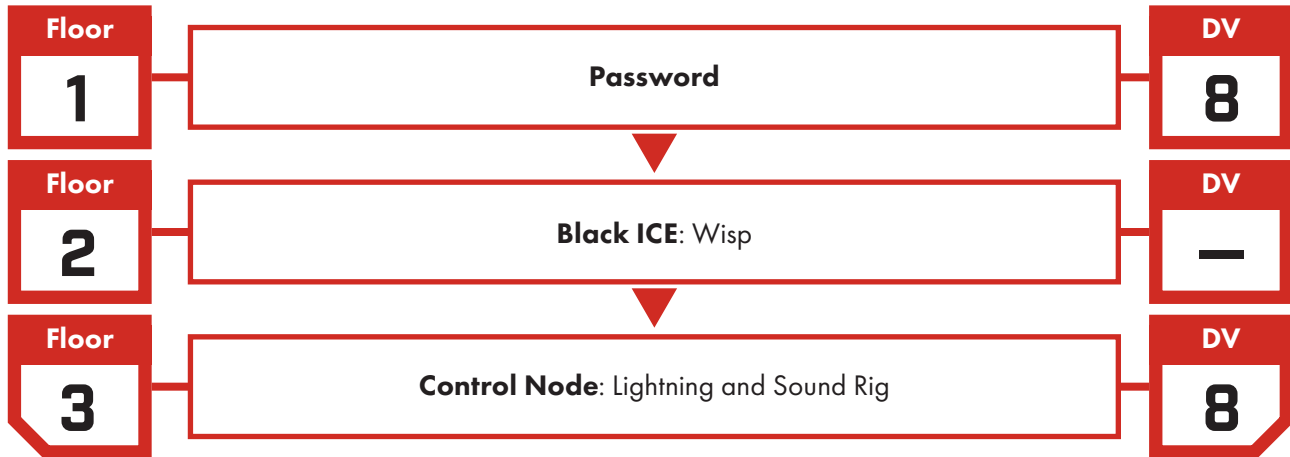 Floor
1
Password
DV
8
Floor
2
Black ICE: Wisp
DV
—
Floor
3
Control Node: Lightning and Sound Rig
DV
8